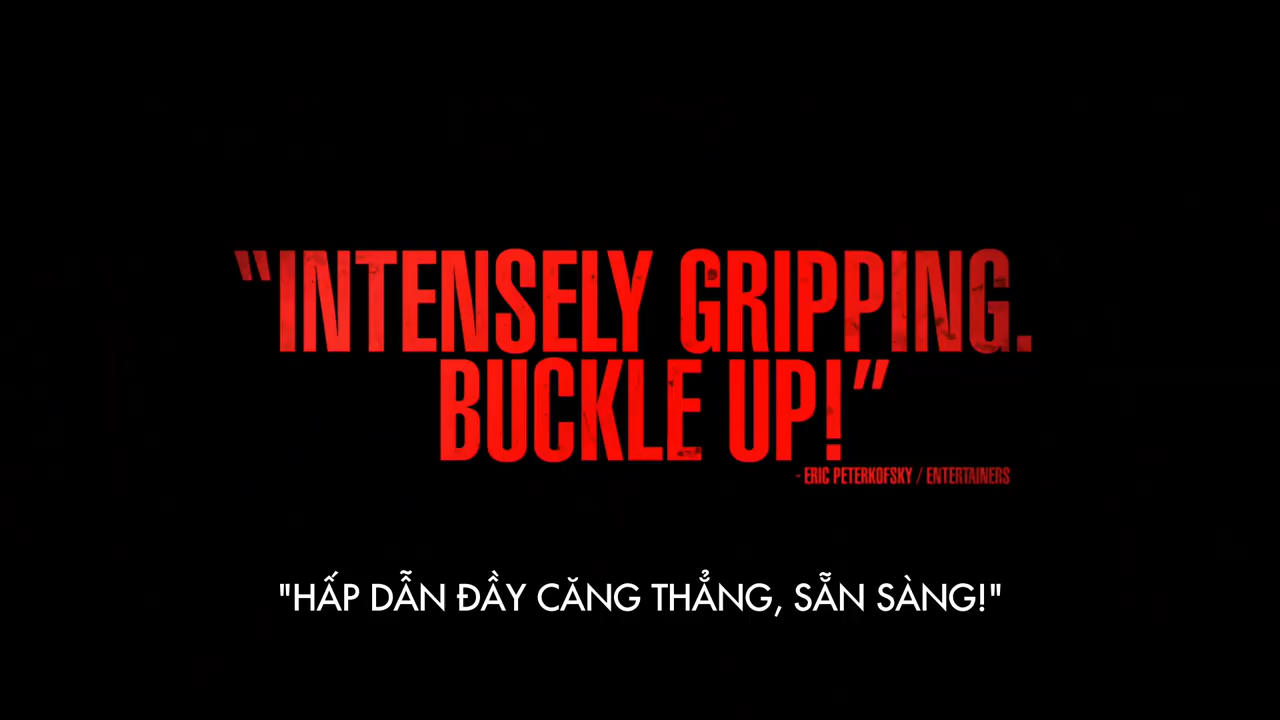 “INTENSELY GRIPPING.
BUCKLE UP!”
- ERIC PETERKOFSKY / ENTERTAINERS
"HẤP DẪN ĐẦY CĂNG THẲNG, SẴN SÀNG!"